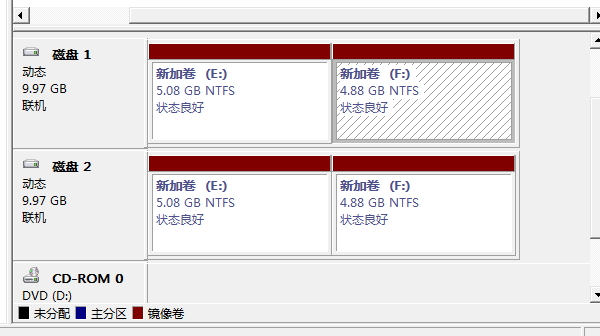 磁盘 1
动态
9.97 GB
联机
新加卷 (E:)
5.08 GB NTFS
状态良好
新加卷 (F:)
4.88 GB NTFS
状态良好
磁盘 2
动态
9.97 GB
联机
新加卷 (E:)
5.08 GB NTFS
状态良好
新加卷 (F:)
4.88 GB NTFS
状态良好
CD-ROM 0
DVD (D:)
未分配 主分区 镜像卷